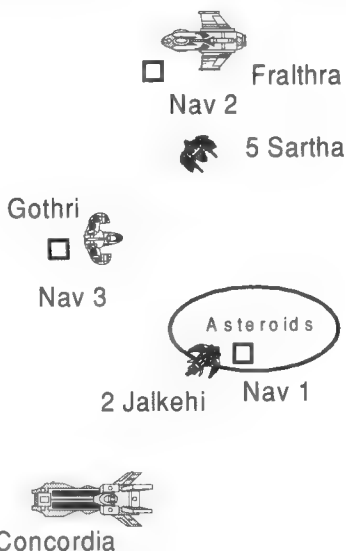 Fralthra
Nav 2
5 Sartha
Gothri
Nav 3
Asteroids
Nav 1
2 Jalkehi
Concordia